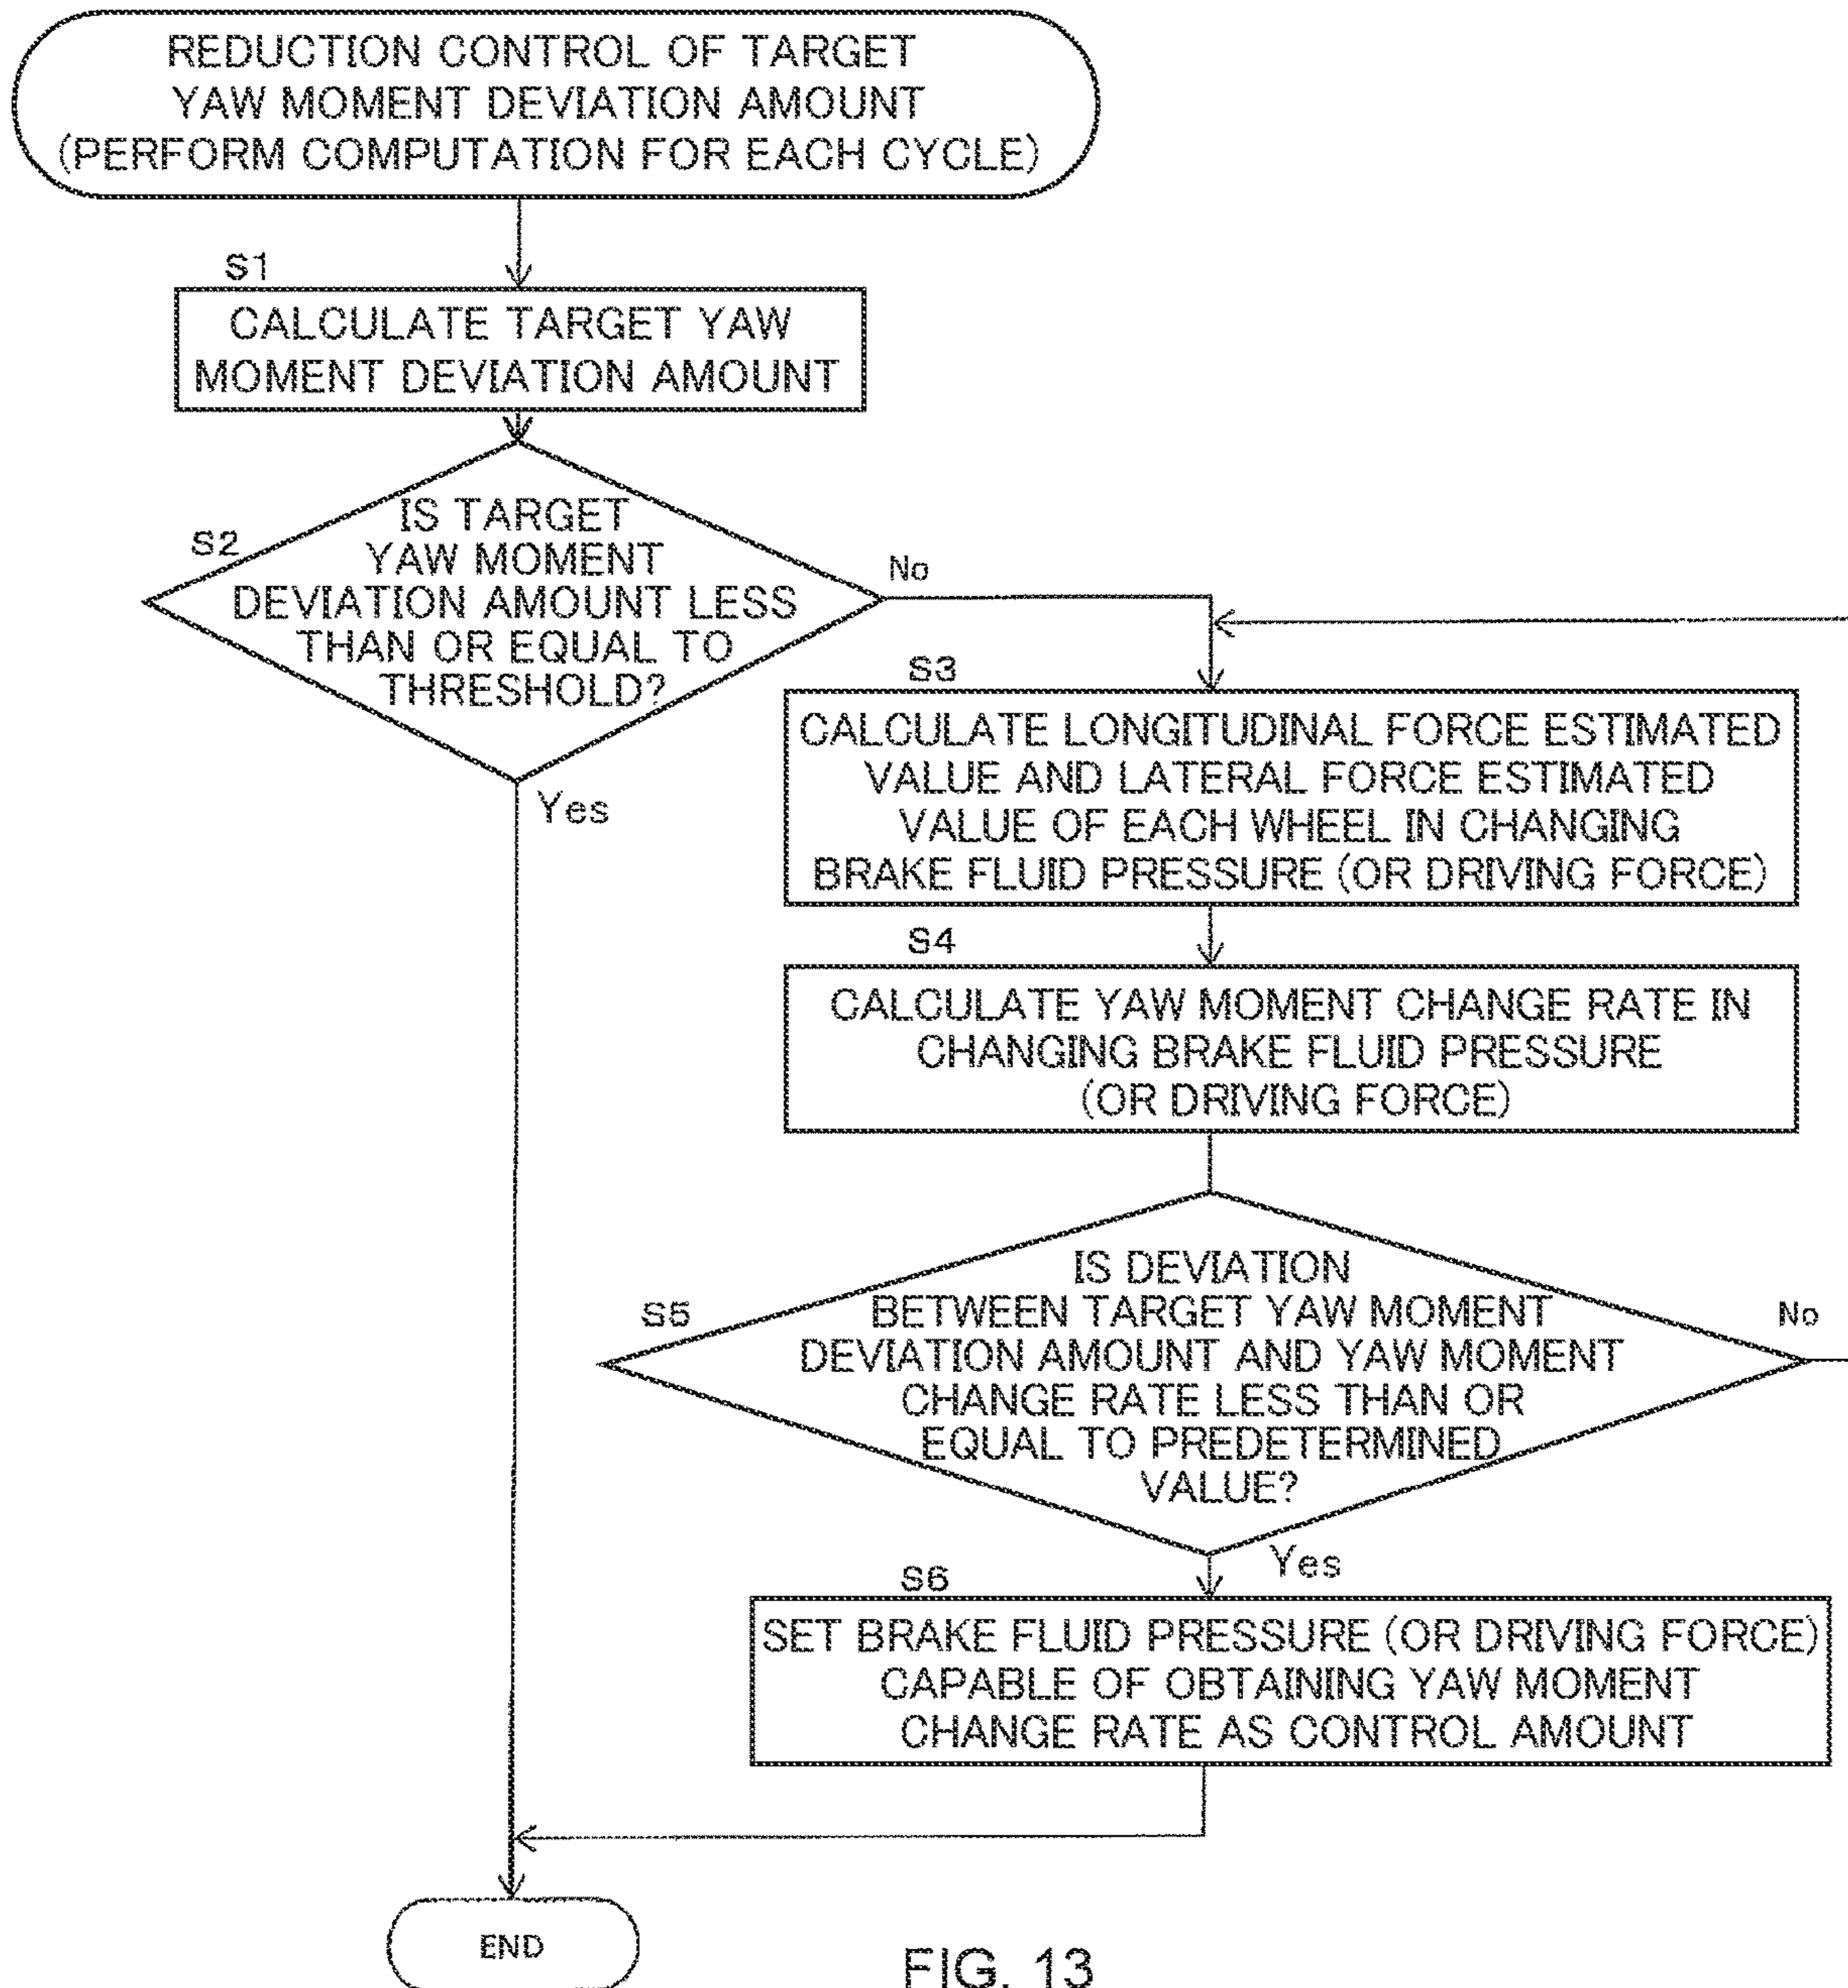 REDUCTION CONTROL OF TARGET
YAW MOMENT DEVIATION AMOUNT
(PERFORM COMPUTATION FOR EACH CYCLE)
S1
CALCULATE TARGET YAW
MOMENT DEVIATION AMOUNT
S2
IS TARGET
YAW MOMENT
DEVIATION AMOUNT LESS
THAN OR EQUAL TO
THRESHOLD?
No
Yes
S3
CALCULATE LONGITUDINAL FORCE ESTIMATED
VALUE AND LATERAL FORCE ESTIMATED
VALUE OF EACH WHEEL IN CHANGING
BRAKE FLUID PRESSURE (OR DRIVING FORCE)
S4
CALCULATE YAW MOMENT CHANGE RATE IN
CHANGING BRAKE FLUID PRESSURE
(OR DRIVING FORCE)
S5
IS DEVIATION
BETWEEN TARGET YAW MOMENT
DEVIATION AMOUNT AND YAW MOMENT
CHANGE RATE LESS THAN OR
EQUAL TO PREDETERMINED
VALUE?
No
Yes
S6
SET BRAKE FLUID PRESSURE (OR DRIVING FORCE)
CAPABLE OF OBTAINING YAW MOMENT
CHANGE RATE AS CONTROL AMOUNT
END
FIG. 13